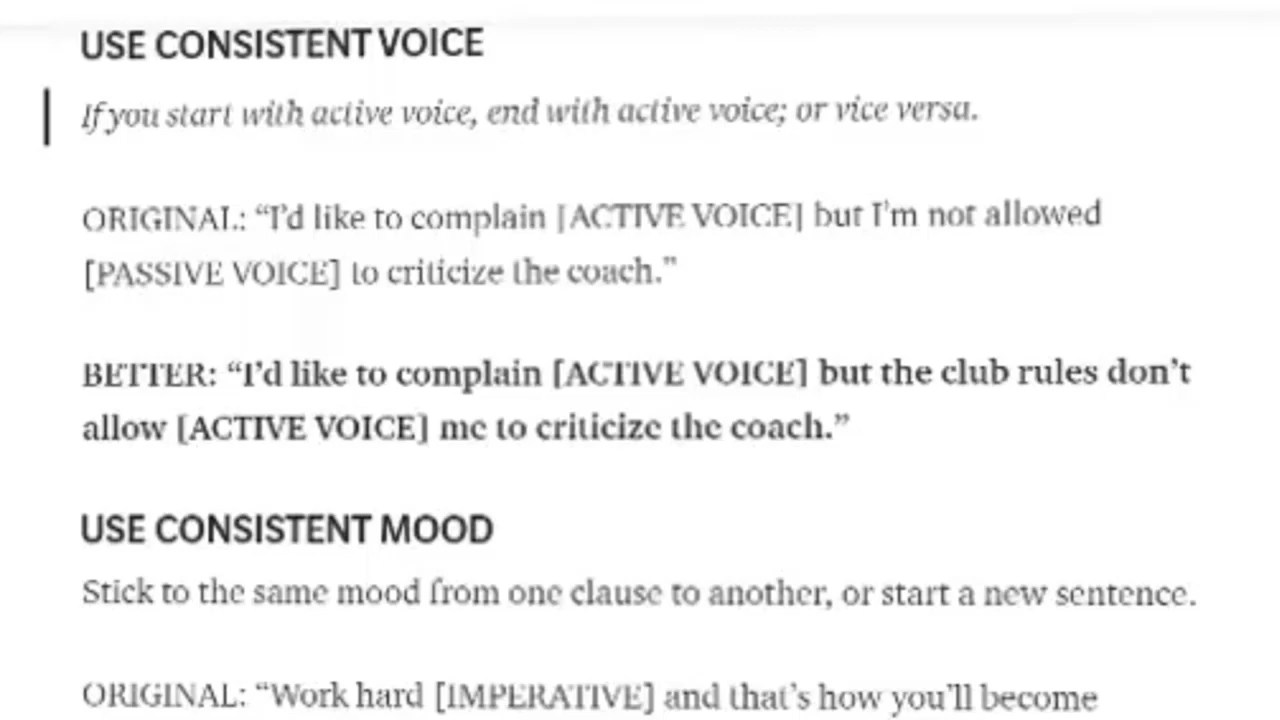 USE CONSISTENT VOICE
If you start with active voice, end with active voice; or vice versa.
ORIGINAL: “I’d like to complain [ACTIVE VOICE] but I’m not allowed
[PASSIVE VOICE] to criticize the coach.”
BETTER: “I’d like to complain [ACTIVE VOICE] but the club rules don’t
allow [ACTIVE VOICE] me to criticize the coach.”
USE CONSISTENT MOOD
Stick to the same mood from one clause to another, or start a new sentence.
ORIGINAL: “Work hard [IMPERATIVE] and that’s how you’ll become